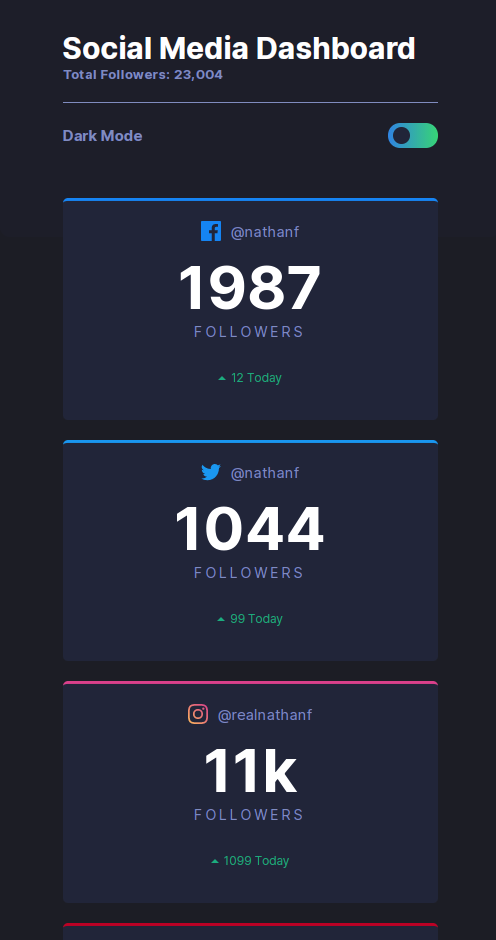 Social Media Dashboard
Total Followers: 23,004
Dark Mode
@nathanf
1987
FOLLOWERS
12 Today
@nathanf
1044
FOLLOWERS
99 Today
@realnathanf
11k
FOLLOWERS
1099 Today